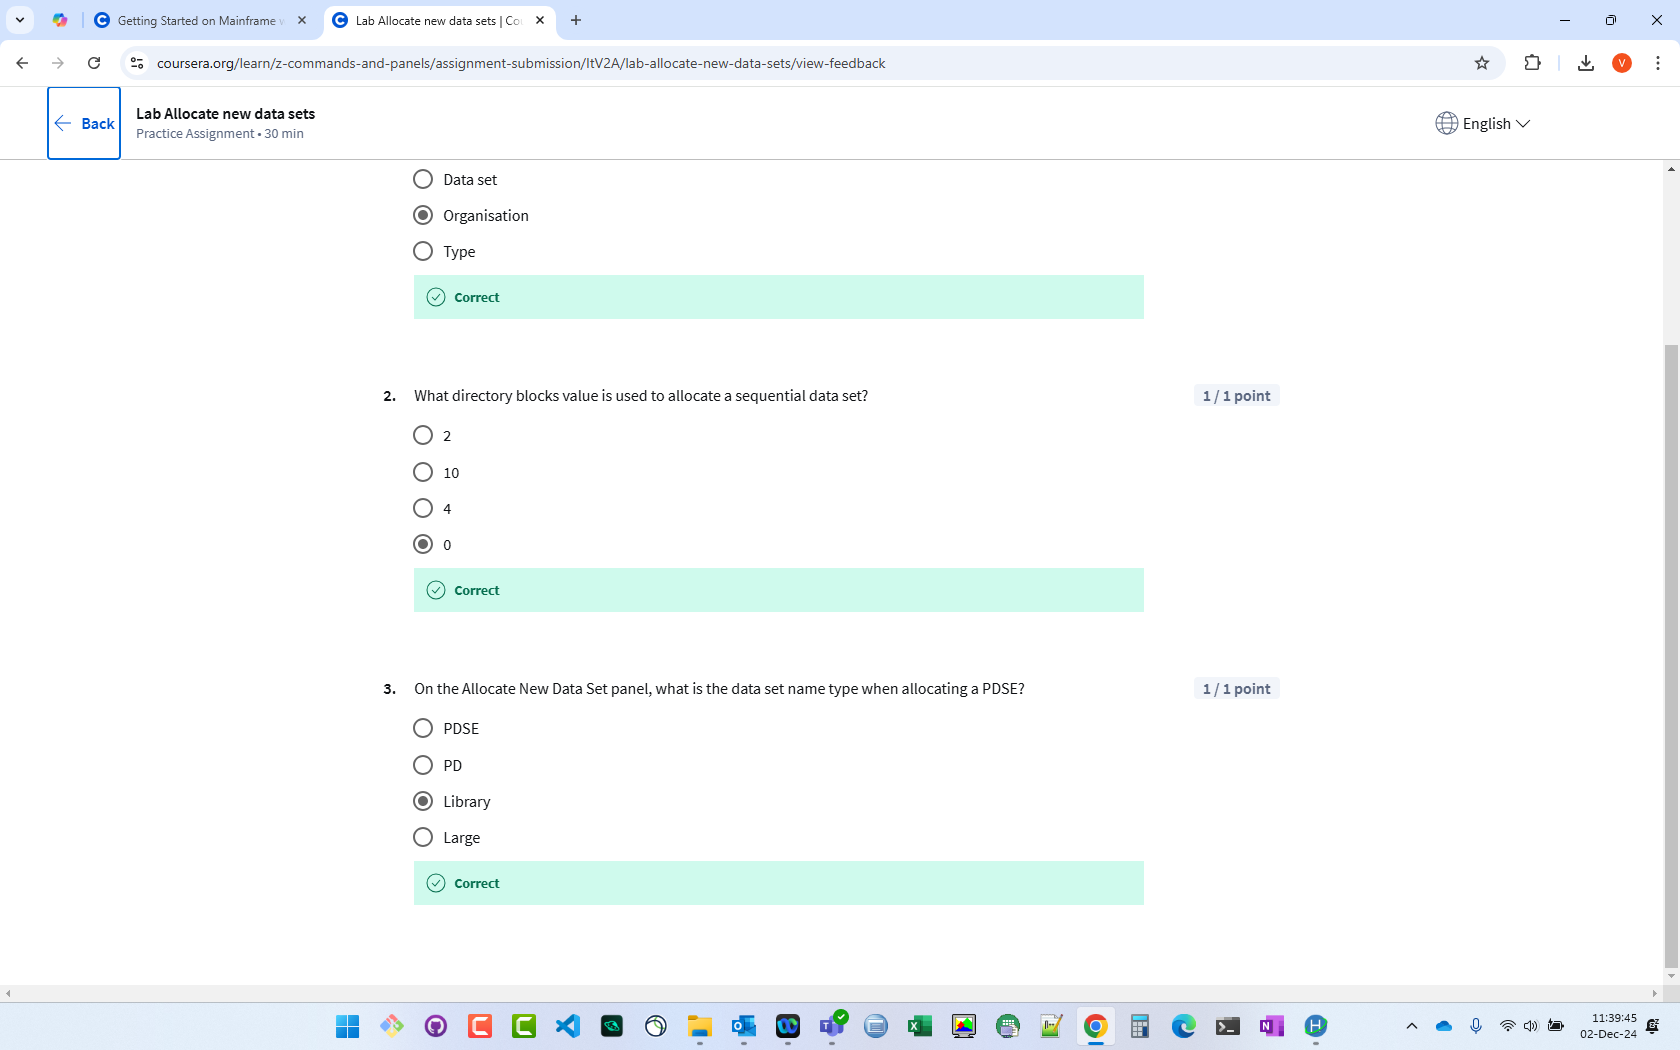 Getting Started on Mainframe w
Lab Allocate new data sets | Co
coursera.org/learn/z-commands-and-panels/assignment-submission/ItV2A/lab-allocate-new-data-sets/view-feedback
V
Back
Lab Allocate new data sets
Practice Assignment • 30 min
English
Data set
Organisation
Type
Correct
2. What directory blocks value is used to allocate a sequential data set?
1 / 1 point
2
10
4
0
Correct
3. On the Allocate New Data Set panel, what is the data set name type when allocating a PDSE?
1 / 1 point
PDSE
PD
Library
Large
Correct
11:39:45
02-Dec-24